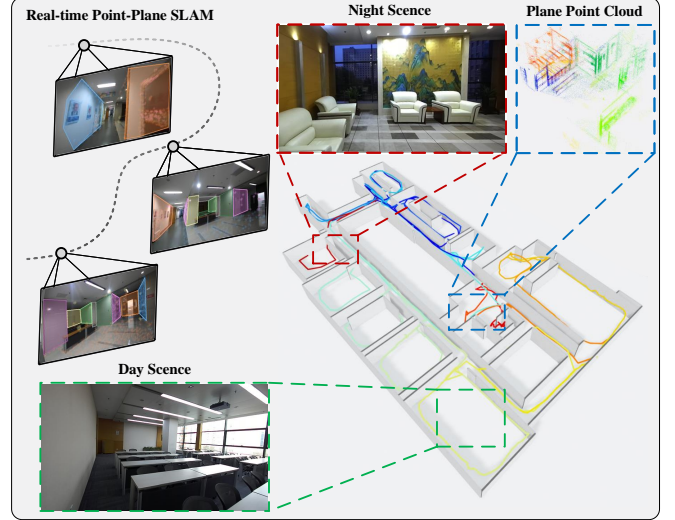 Real-time Point-Plane SLAM
Night Scence
Plane Point Cloud
Day Scence